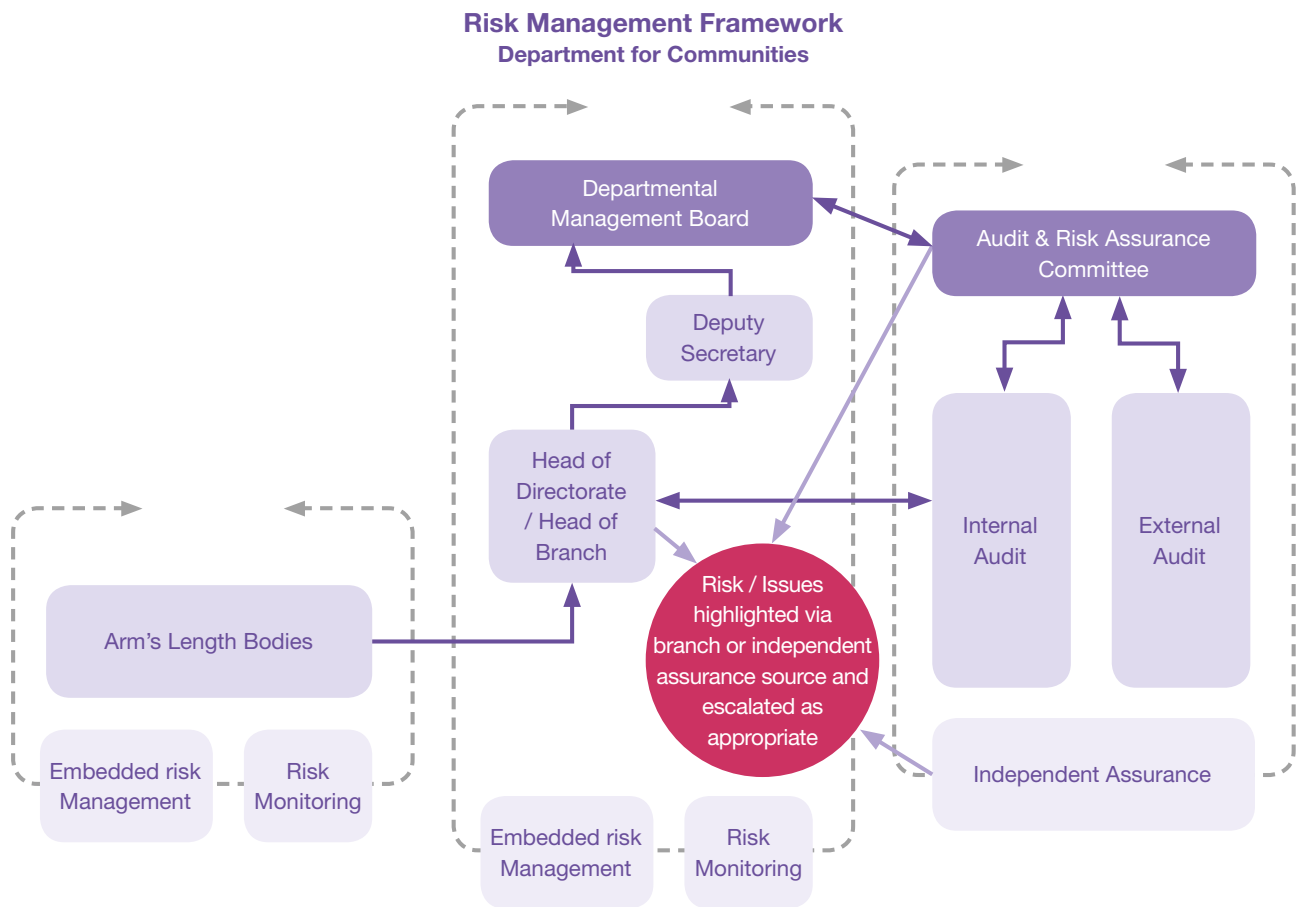 Risk Management Framework
Department for Communities
Departmental
Management Board
Audit & Risk Assurance
Committee
Deputy
Secretary
Head of
Directorate
/ Head of
Branch
Internal
Audit
External
Audit
Risk / Issues
highlighted via
branch or independent
assurance source and
escalated as
appropriate
Arm’s Length Bodies
Embedded risk
Management
Risk
Monitoring
Independent Assurance
Embedded risk
Management
Risk
Monitoring